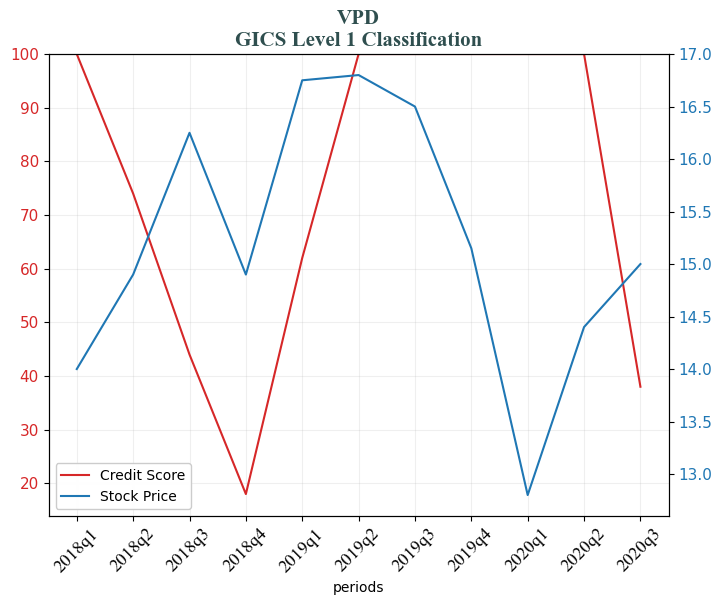 VPD
GICS Level 1 Classification
100
90
80
70
60
50
40
30
20
17.0
16.5
16.0
15.5
15.0
14.5
14.0
13.5
13.0
Credit Score
Stock Price
2018q1
2018q2
2018q3
2018q4
2019q1
2019q2
2019q3
2019q4
2020q1
2020q2
2020q3
periods